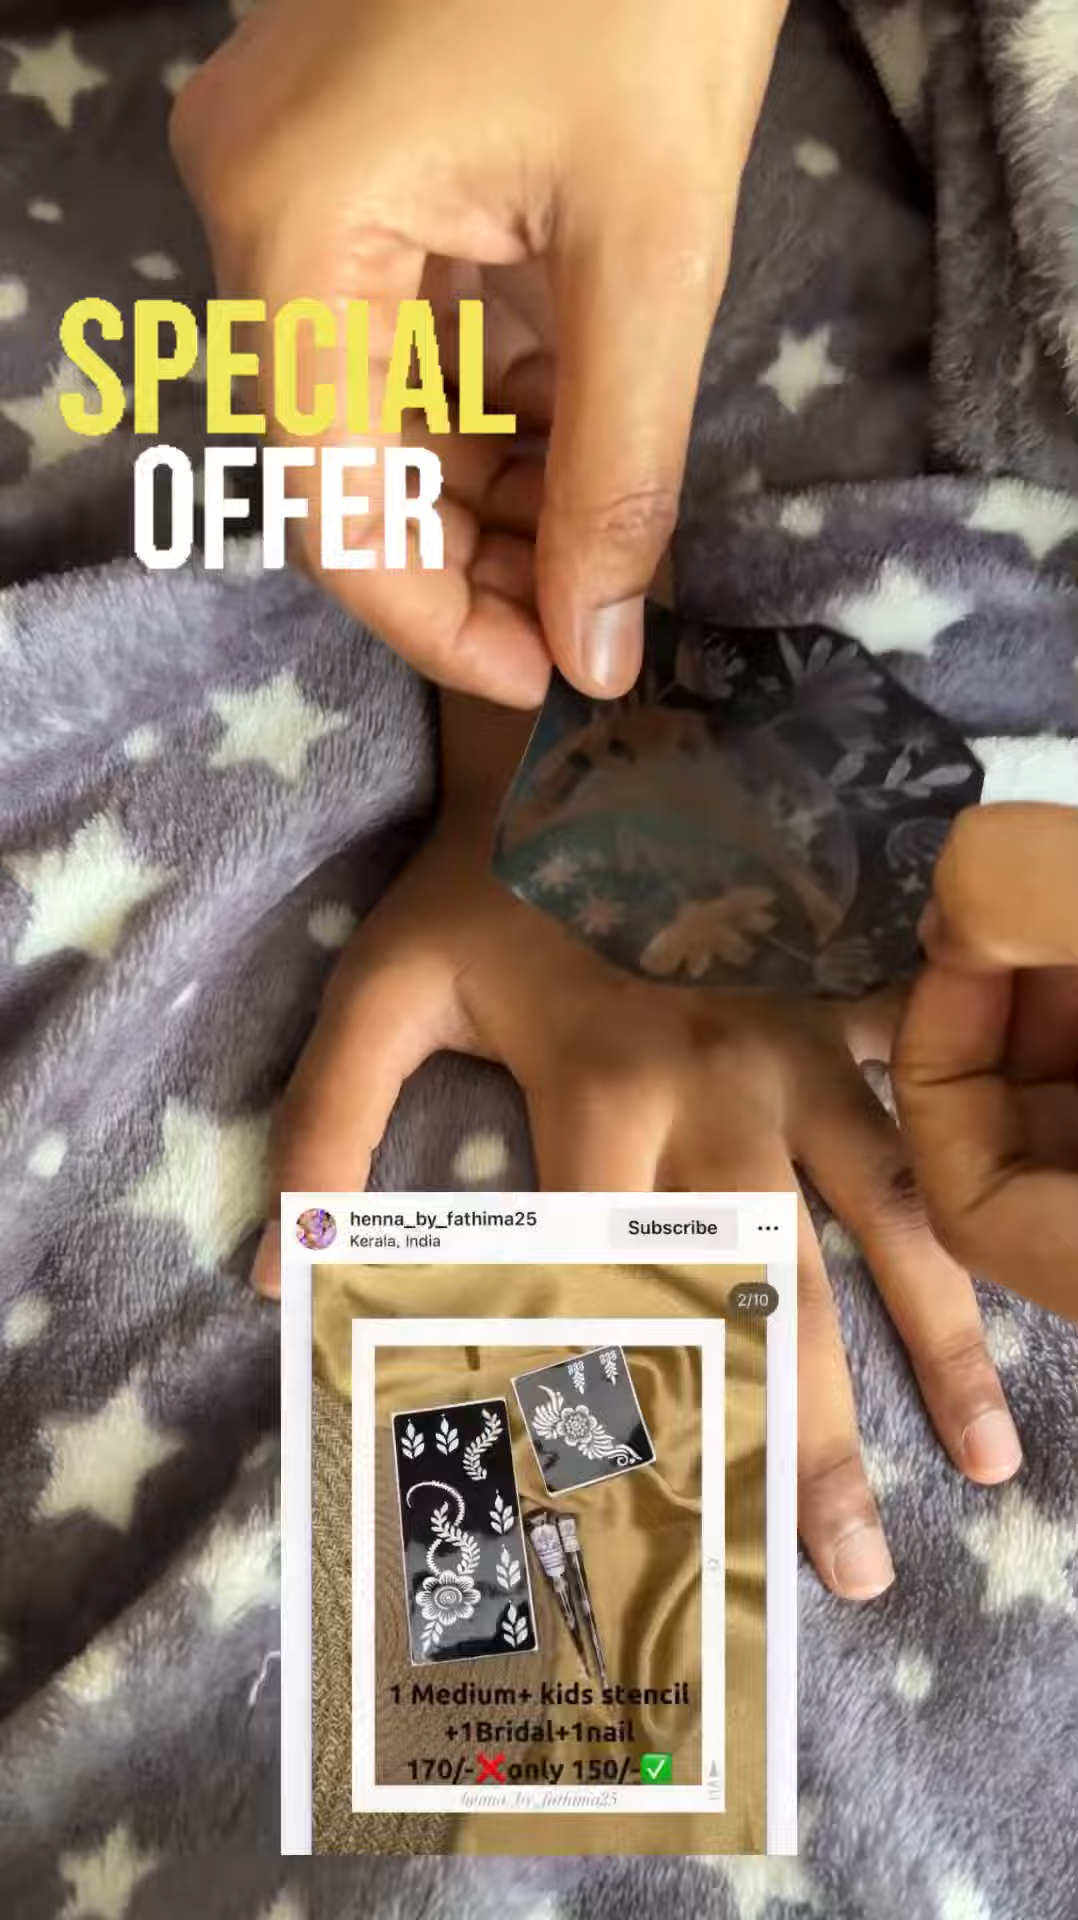 SPECIAL
OFFER
henna_by_fathima25
Subscribe
Kerala, India
2/10
1 Medium+ kids stencil
+1Bridal+1nail
170/-❌only 150/-✅
henna_by_fathima25